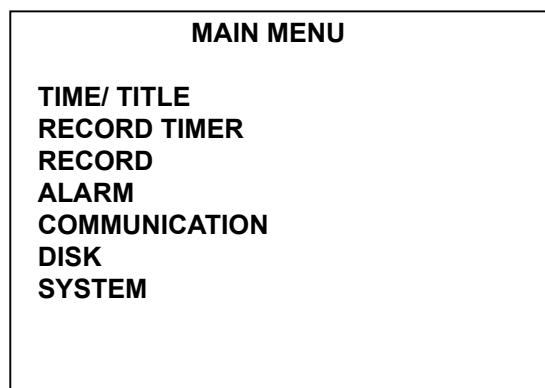 MAIN MENU
TIME/ TITLE
RECORD TIMER
RECORD
ALARM
COMMUNICATION
DISK
SYSTEM